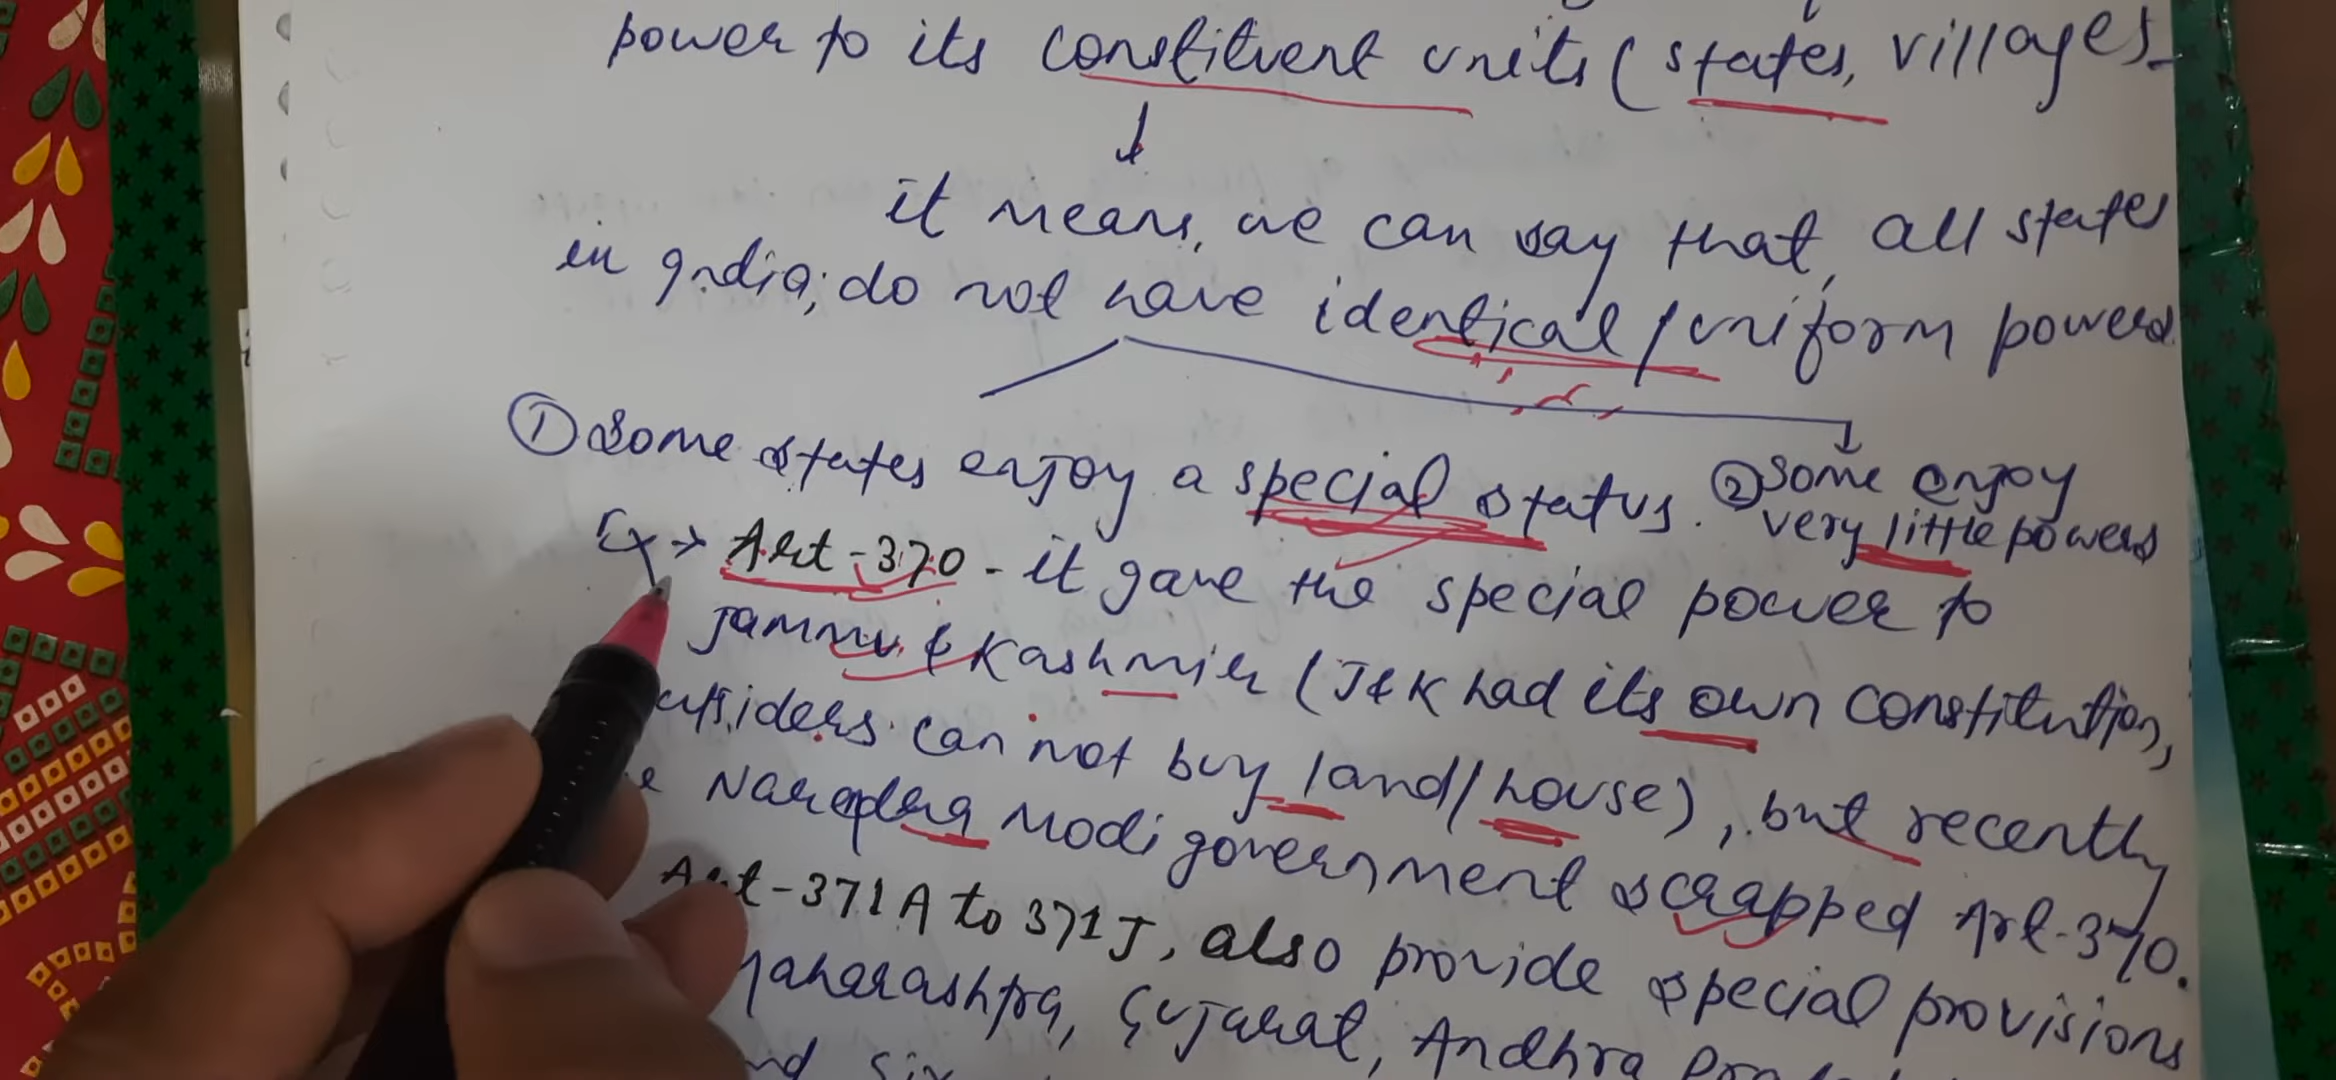 power to its constituent units (states, villages
it means, we can say that, all states
in India, do not have identical/uniform powers
① Some states enjoy a special status. ② some enjoy
very little powers
Ex → Art-370 - it gave the special power to
Jammu & Kashmir (J&K had its own constitution,
outsiders can not buy land/house), but recently
Narendra Modi government scrapped Art-370.
Art-371A to 371J, also provide special provisions
Maharashtra, Gujarat, Andhra